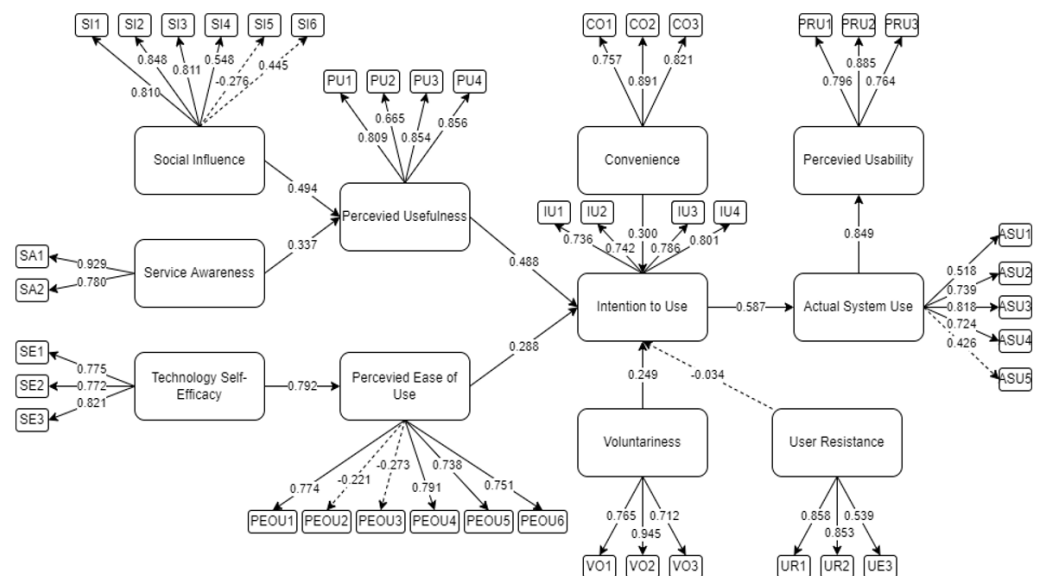 SI1 SI2 SI3 SI4 SI5 SI6
0.810 0.848 0.811 0.548 -0.276 0.445
Social Influence
0.494
PU1 PU2 PU3 PU4
0.809 0.665 0.854 0.856
Percevied Usefulness
0.488
SA1
SA2
0.929
0.780
Service Awareness
0.337
SE1
SE2
SE3
0.775
0.772
0.821
Technology Self-
Efficacy
0.792
Percevied Ease of
Use
0.288
0.774 -0.221 -0.273 0.791 0.738 0.751
PEOU1 PEOU2 PEOU3 PEOU4 PEOU5 PEOU6
CO1 CO2 CO3
0.757 0.891 0.821
Convenience
0.300
IU1 IU2 IU3 IU4
0.736 0.742 0.786 0.801
Intention to Use
0.587
0.249
-0.034
Voluntariness
0.765 0.945 0.712
VO1 VO2 VO3
User Resistance
0.858 0.853 0.539
UR1 UR2 UE3
PRU1 PRU2 PRU3
0.796 0.885 0.764
Percevied Usability
0.849
Actual System Use
0.518
0.739
0.818
0.724
0.426
ASU1
ASU2
ASU3
ASU4
ASU5